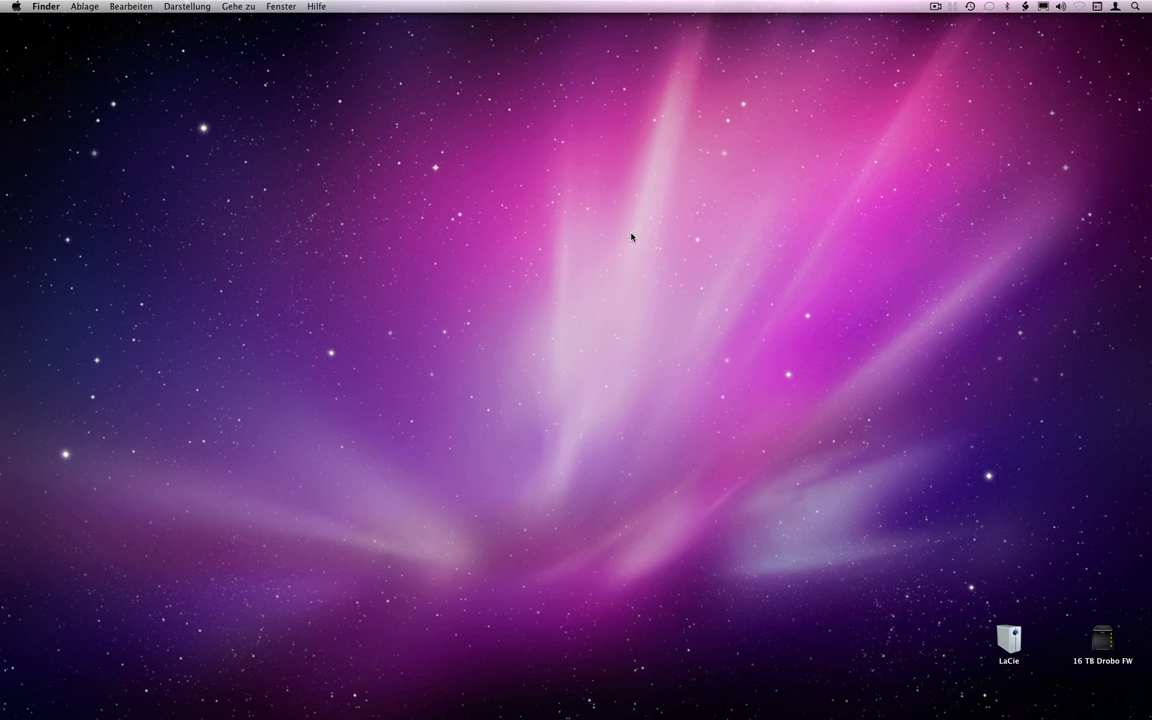 Finder Ablage Bearbeiten Darstellung Gehe zu Fenster Hilfe
LaCie
16 TB Drobo FW